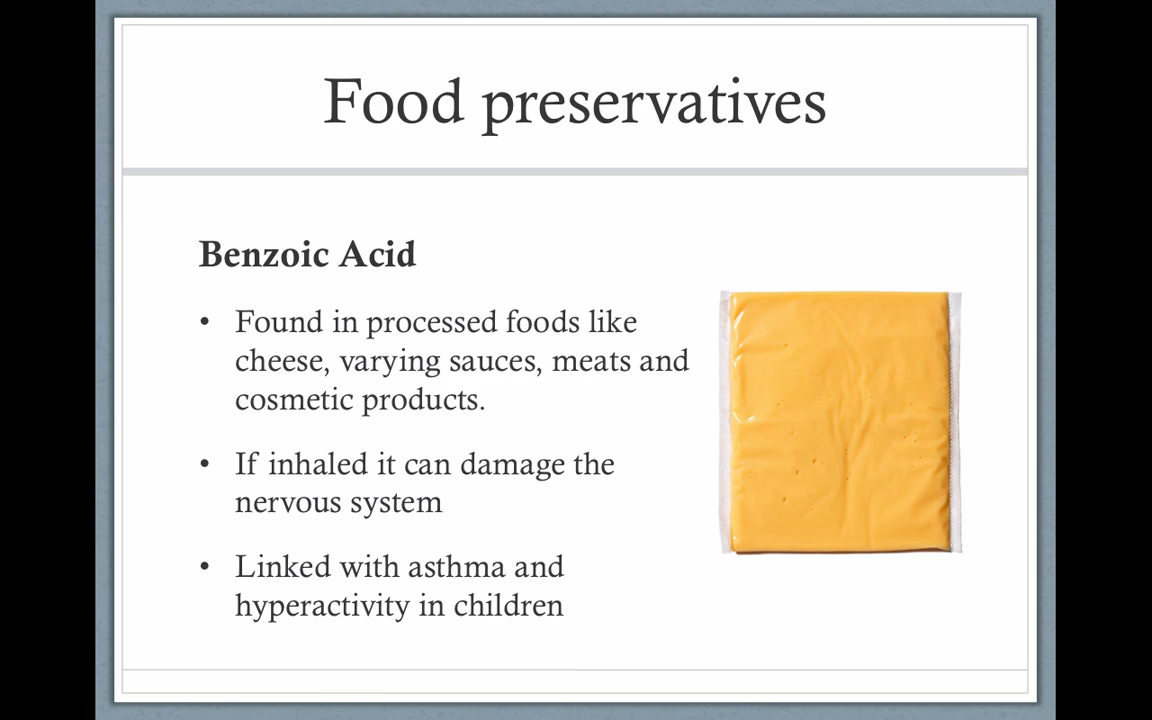 Food preservatives
Benzoic Acid
• Found in processed foods like
cheese, varying sauces, meats and
cosmetic products.
• If inhaled it can damage the
nervous system
• Linked with asthma and
hyperactivity in children